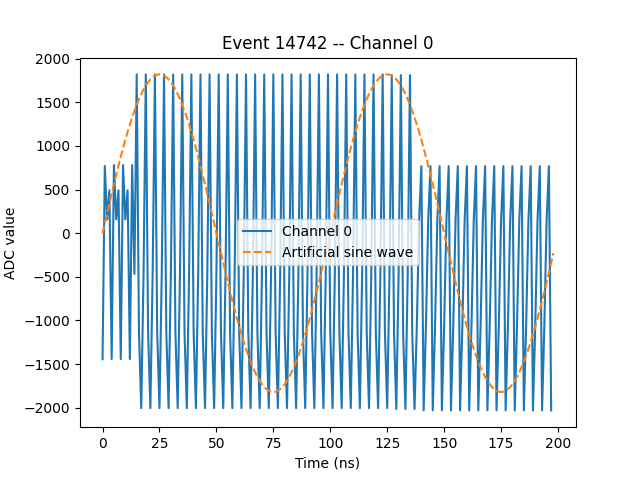 Event 14742 -- Channel 0
ADC value
2000
1500
1000
500
0
−500
−1000
−1500
−2000
Channel 0
Artificial sine wave
0 25 50 75 100 125 150 175 200
Time (ns)